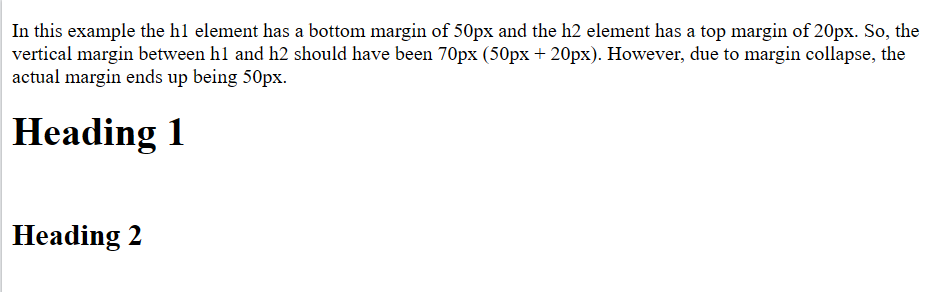 In this example the h1 element has a bottom margin of 50px and the h2 element has a top margin of 20px. So, the
vertical margin between h1 and h2 should have been 70px (50px + 20px). However, due to margin collapse, the
actual margin ends up being 50px.
Heading 1
Heading 2